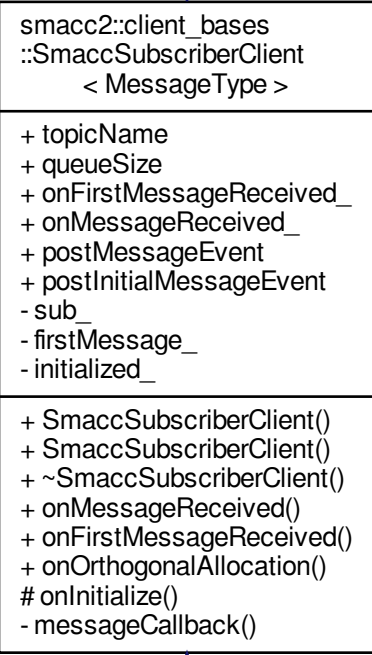 smacc2::client_bases
::SmaccSubscriberClient
< MessageType >
+ topicName
+ queueSize
+ onFirstMessageReceived_
+ onMessageReceived_
+ postMessageEvent
+ postInitialMessageEvent
- sub_
- firstMessage_
- initialized_
+ SmaccSubscriberClient()
+ SmaccSubscriberClient()
+ ~SmaccSubscriberClient()
+ onMessageReceived()
+ onFirstMessageReceived()
+ onOrthogonalAllocation()
# onInitialize()
- messageCallback()